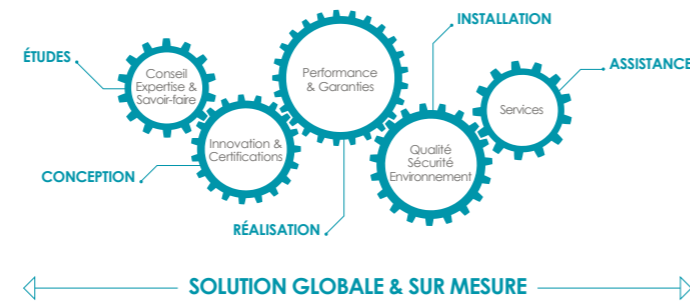 ÉTUDES
Conseil
Expertise &
Savoir-faire
CONCEPTION
Innovation &
Certifications
Performance
& Garanties
RÉALISATION
INSTALLATION
Qualité
Sécurité
Environnement
ASSISTANCE
Services
SOLUTION GLOBALE & SUR MESURE